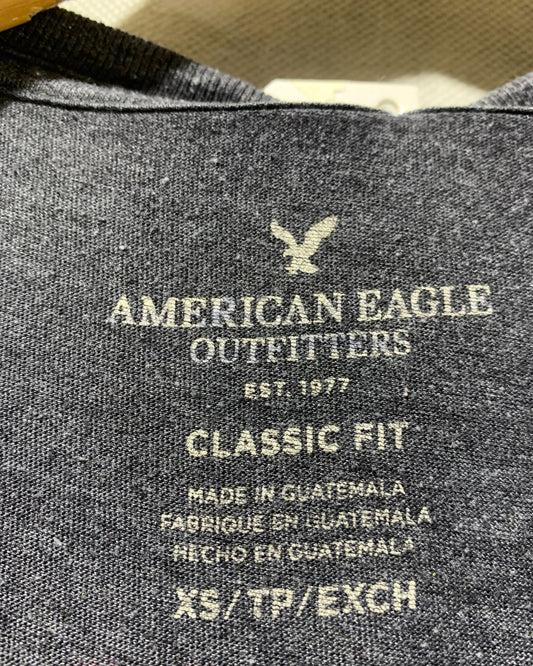 AMERICAN EAGLE
OUTFITTERS
EST. 1977
CLASSIC FIT
MADE IN GUATEMALA
FABRIQUE EN GUATEMALA
HECHO EN GUATEMALA
XS/TP/EXCH